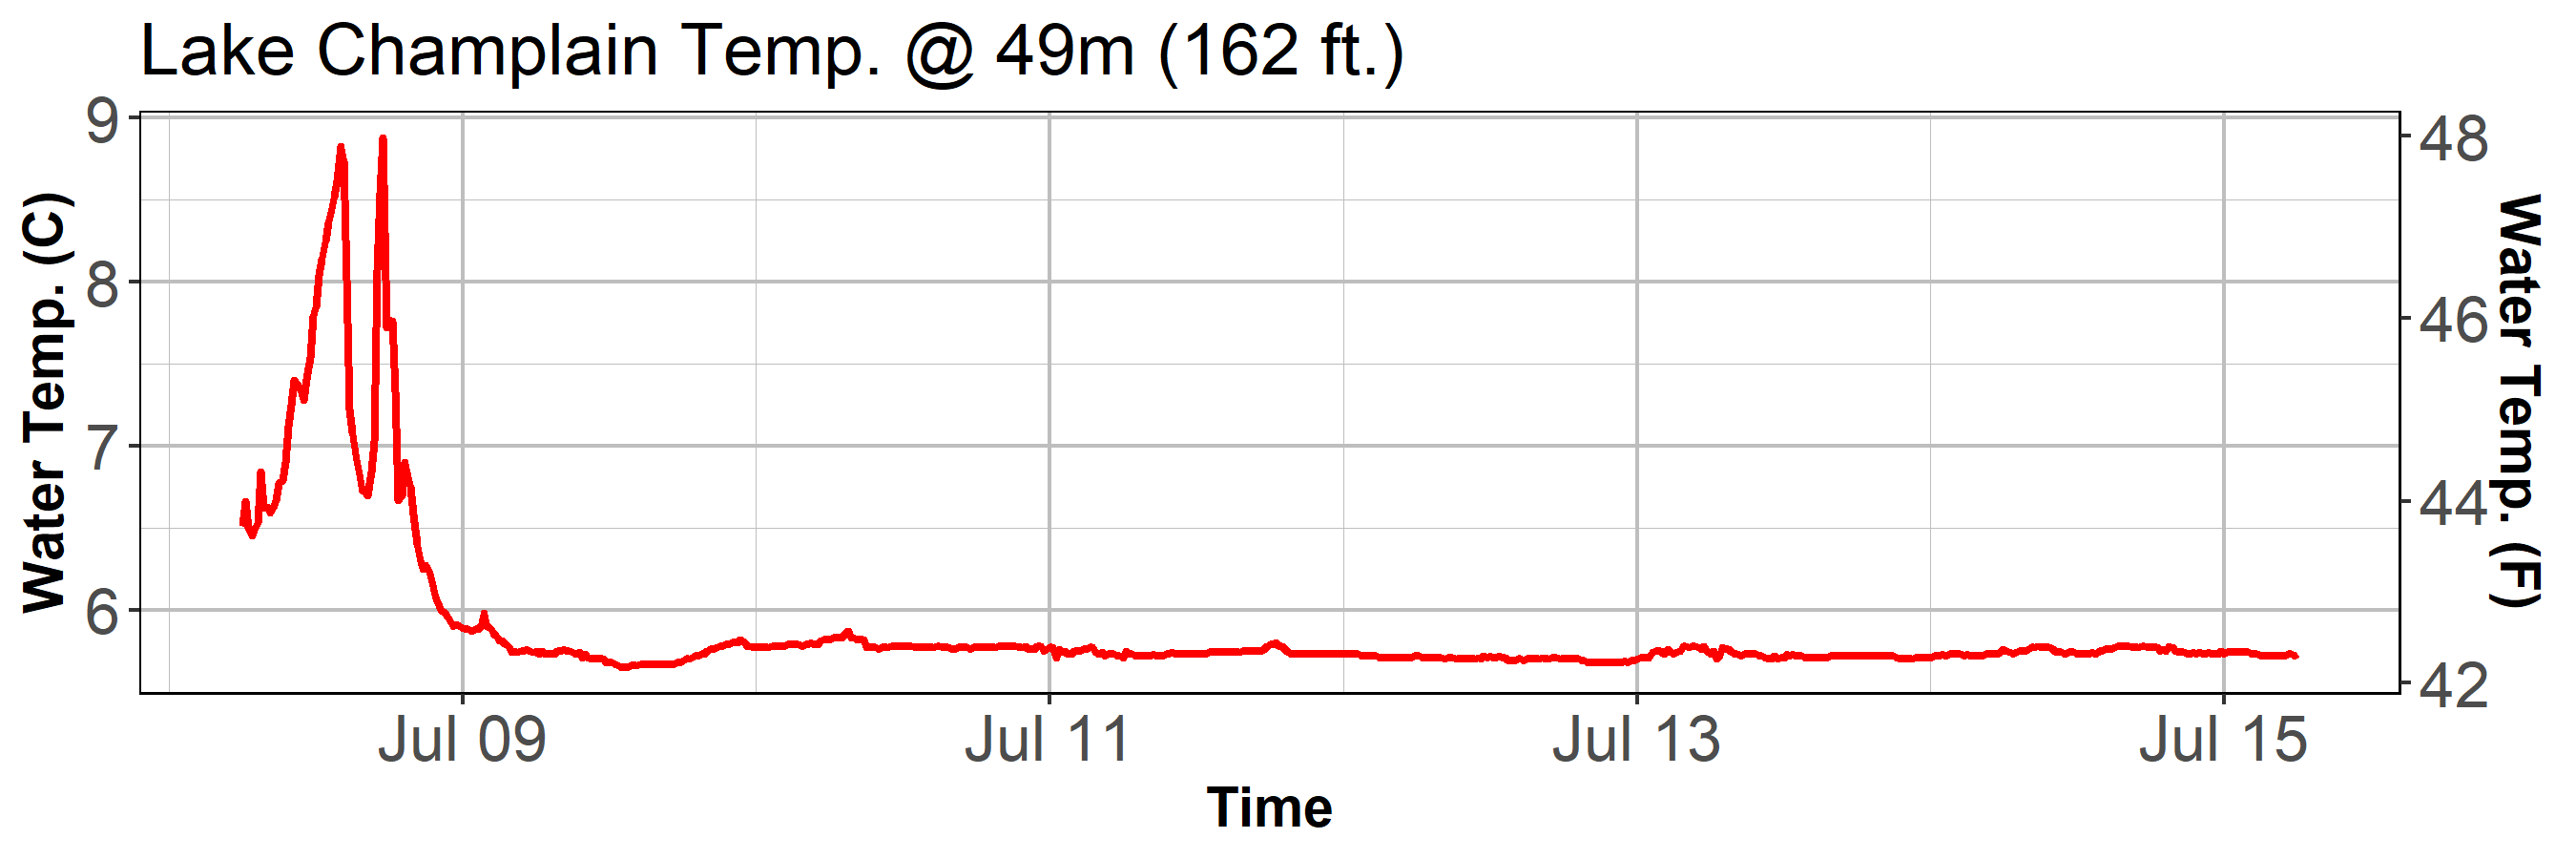 Lake Champlain Temp. @ 49m (162 ft.)
9
8
7
6
Water Temp. (C)
48
46
44
42
Water Temp. (F)
Jul 09 Jul 11 Jul 13 Jul 15
Time